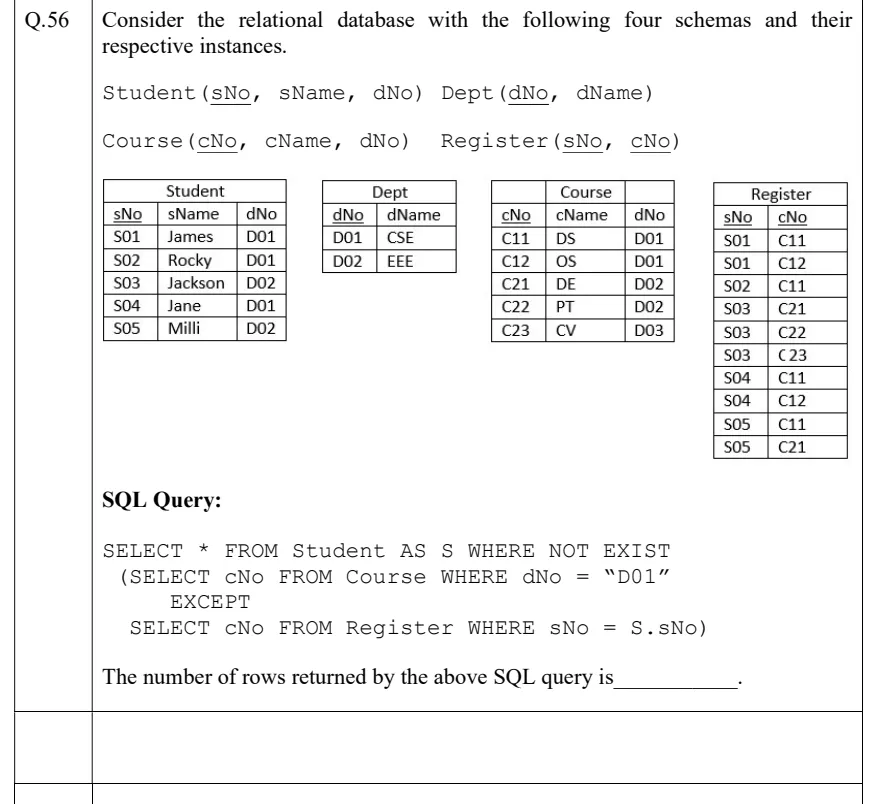 Q.56
Consider the relational database with the following four schemas and their
respective instances.
Student(sNo, sName, dNo) Dept(dNo, dName)
Course(cNo, cName, dNo) Register(sNo, cNo)
Student
sNo sName dNo
S01 James D01
S02 Rocky D01
S03 Jackson D02
S04 Jane D01
S05 Milli D02
Dept
dNo dName
D01 CSE
D02 EEE
Course
cNo cName dNo
C11 DS D01
C12 OS D01
C21 DE D02
C22 PT D02
C23 CV D03
Register
sNo cNo
S01 C11
S01 C12
S02 C11
S03 C21
S03 C22
S03 C 23
S04 C11
S04 C12
S05 C11
S05 C21
SQL Query:
SELECT * FROM Student AS S WHERE NOT EXIST
(SELECT cNo FROM Course WHERE dNo = “D01”
EXCEPT
SELECT cNo FROM Register WHERE sNo = S.sNo)
The number of rows returned by the above SQL query is___________.